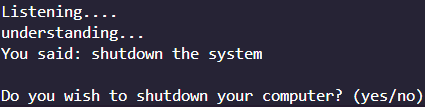 Listening....
understanding...
You said: shutdown the system
Do you wish to shutdown your computer? (yes/no)